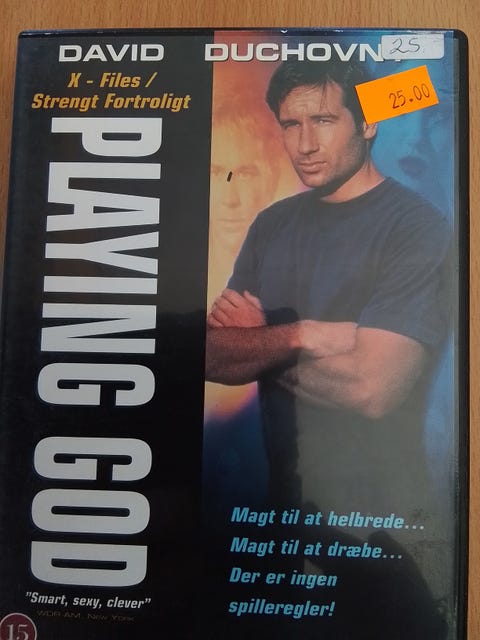 DAVID DUCHOVNY
25.
25.00
X - Files /
Strengt Fortroligt
PLAYING GOD
Magt til at helbrede...
Magt til at dræbe...
Der er ingen
spilleregler!
"Smart, sexy, clever"
WDR-AM, New York
15